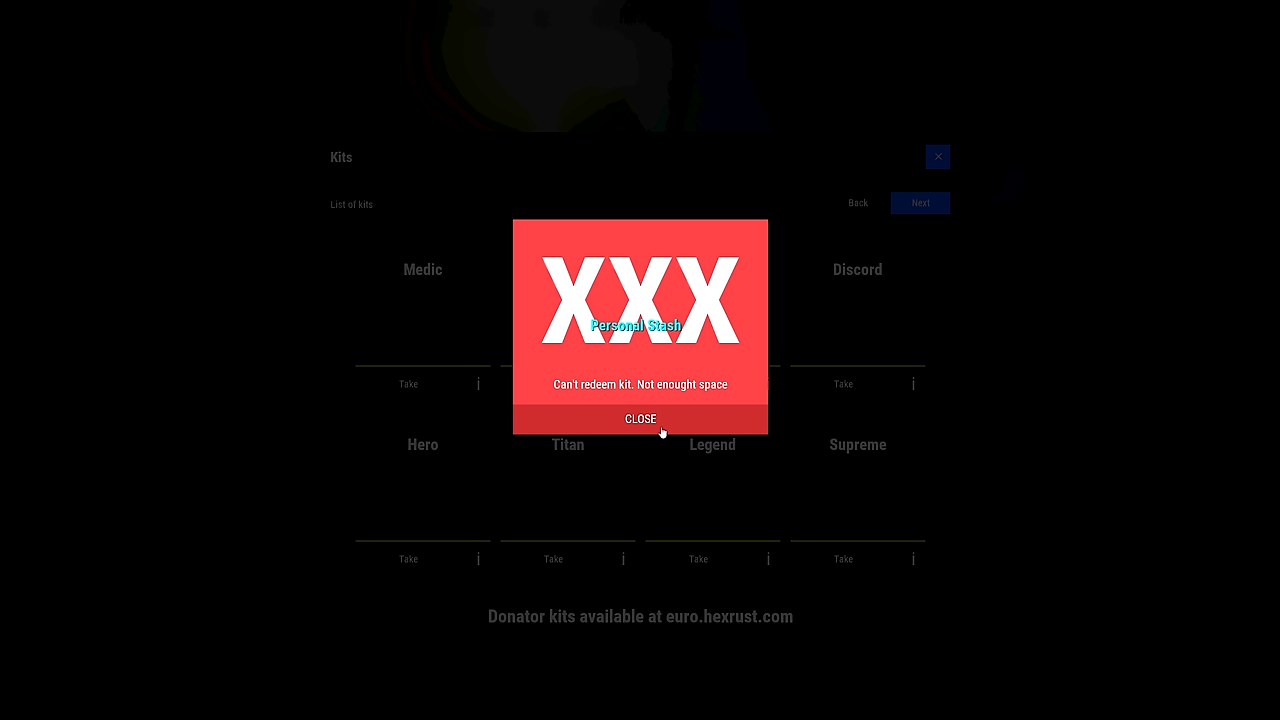 Kits
×
List of kits
Back
Next
Medic
Discord
XXX
Personal Stash
Can't redeem kit. Not enought space
CLOSE
Take
i
i
Take
i
Hero
Titan
Legend
Supreme
Take
i
Take
i
Take
i
Take
i
Donator kits available at euro.hexrust.com